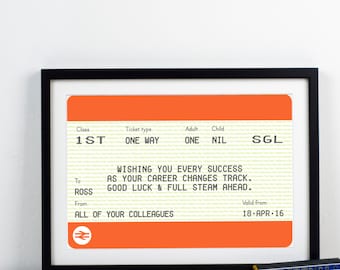 Class Ticket type Adult Child
1ST ONE WAY ONE NIL SGL
WISHING YOU EVERY SUCCESS
AS YOUR CAREER CHANGES TRACK.
GOOD LUCK & FULL STEAM AHEAD.
To
ROSS
From Valid from
ALL OF YOUR COLLEAGUES 18·APR·16